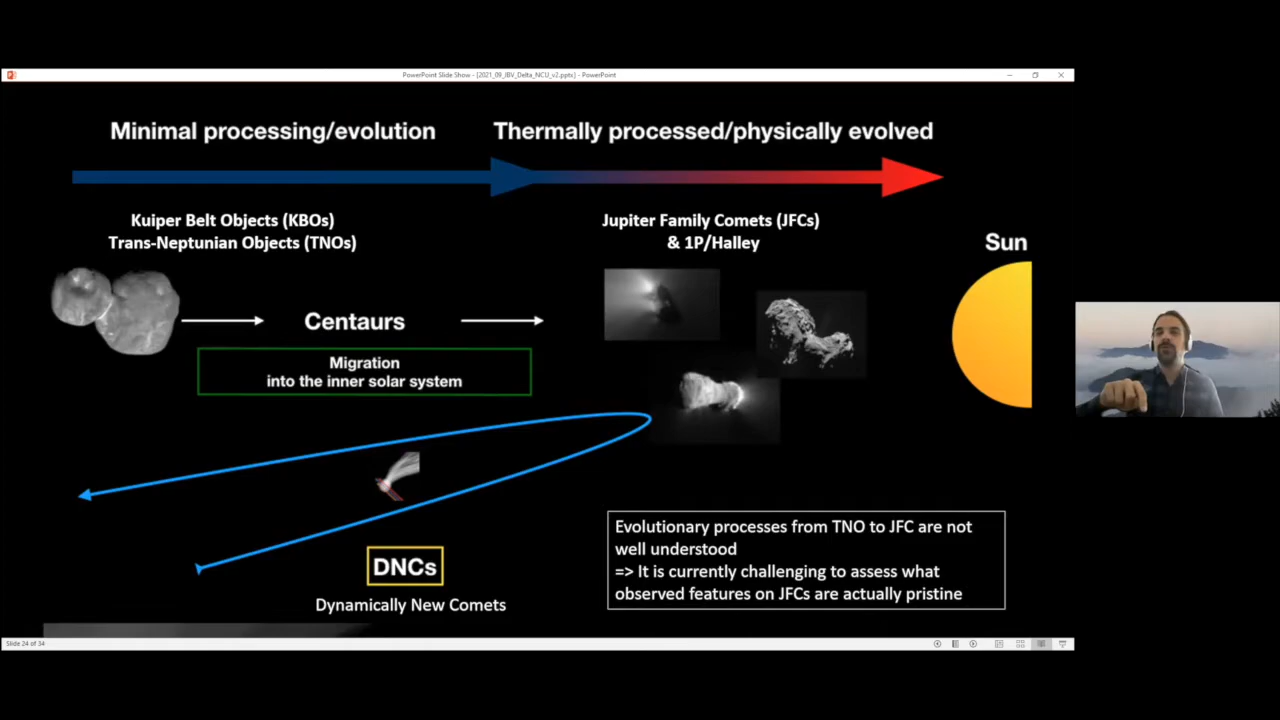 PowerPoint Slide Show - [2021_09_JBV_Delta_NCU_v2.pptx] - PowerPoint
Minimal processing/evolution
Thermally processed/physically evolved
Kuiper Belt Objects (KBOs)
Trans-Neptunian Objects (TNOs)
Jupiter Family Comets (JFCs)
& 1P/Halley
Sun
Centaurs
Migration
into the inner solar system
DNCs
Dynamically New Comets
Evolutionary processes from TNO to JFC are not
well understood
=> It is currently challenging to assess what
observed features on JFCs are actually pristine
Slide 24 of 34